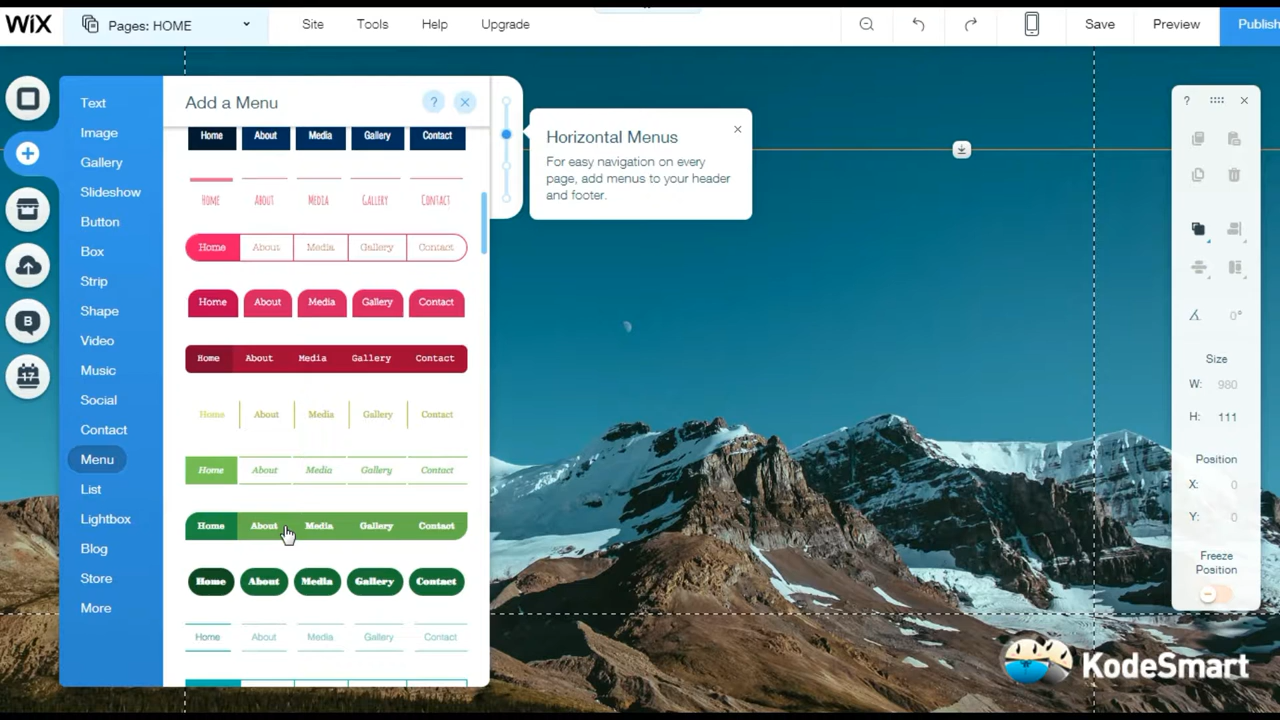 WiX
Pages: HOME
Site
Tools
Help
Upgrade
Save
Preview
Publish
Text
Image
Gallery
Slideshow
Button
Box
Strip
Shape
Video
Music
Social
Contact
Menu
List
Lightbox
Blog
Store
More
B
17
Add a Menu
?
Home About Media Gallery Contact
Home About Media Gallery Contact
Home About Media Gallery Contact
Home About Media Gallery Contact
Home About Media Gallery Contact
Home About Media Gallery Contact
Home About Media Gallery Contact
Home About Media Gallery Contact
Home About Media Gallery Contact
Home About Media Gallery Contact
Horizontal Menus
For easy navigation on every
page, add menus to your header
and footer.
?
0°
Size
W: 980
H: 111
Position
X: 0
Y: 0
Freeze
Position
KodeSmart